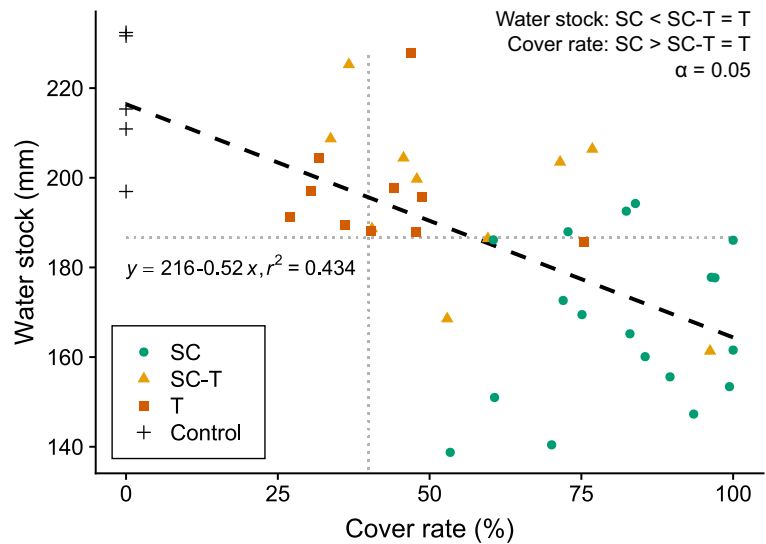 Water stock: SC < SC-T = T
Cover rate: SC > SC-T = T
α = 0.05
Water stock (mm)
220
200
180
160
140
y = 216-0.52 x, r² = 0.434
SC
SC-T
T
Control
0
25
50
75
100
Cover rate (%)